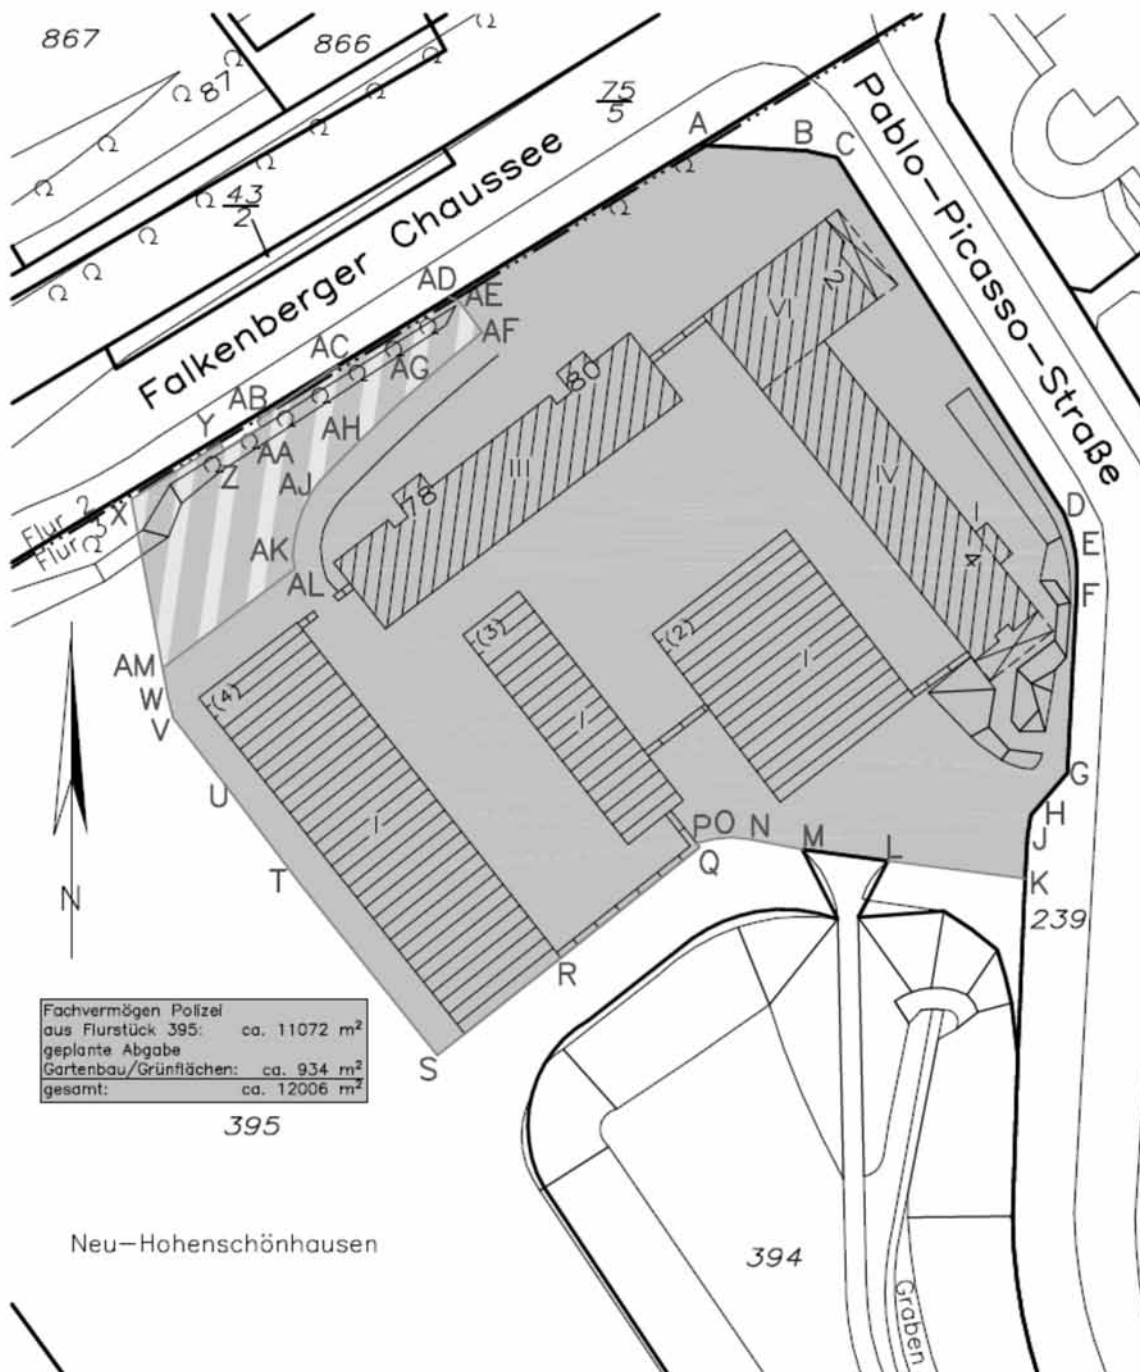 867
866
87
75
5
43
2
Falkenberger Chaussee
Pablo-Picasso-Straße
A
B
C
AD
AE
AF
AC
AG
AB
AH
Y
AA
Z
AJ
X
Flur 2
Flur 3
AK
AL
AM
W
V
U
T
S
R
Q
P
O
N
M
L
K
J
H
G
F
E
D
VI
2
80
III
78
IV
I
4
(2)
I
(3)
I
(4)
I
N
239
Fachvermögen Polizei
aus Flurstück 395: ca. 11072 m²
geplante Abgabe
Gartenbau/Grünflächen: ca. 934 m²
gesamt: ca. 12006 m²
395
Neu-Hohenschönhausen
394
Graben